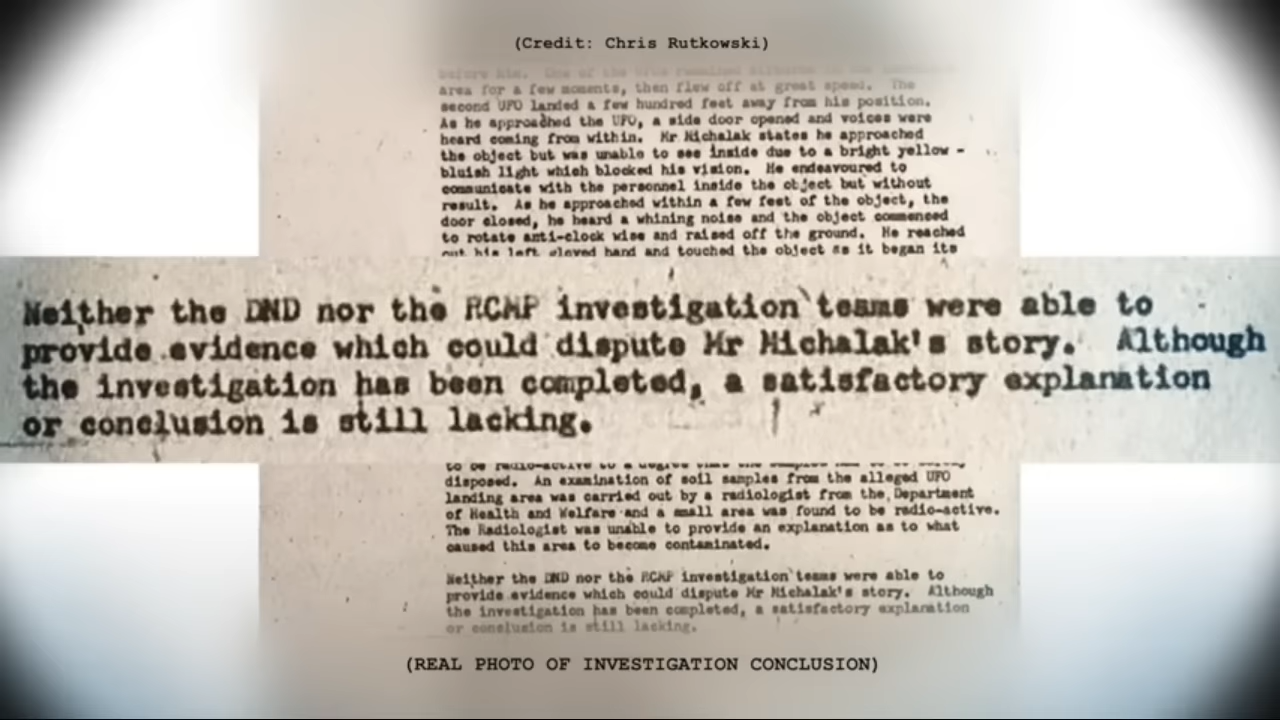 (Credit: Chris Rutkowski)
before him. One of the
area for a few moments, then flew off at great speed. The
second UFO landed a few hundred feet away from his position.
As he approached the UFO, a side door opened and voices were
heard coming from within. Mr Michalak states he approached
the object but was unable to see inside due to a bright yellow -
bluish light which blocked his vision. He endeavoured to
communicate with the personnel inside the object but without
result. As he approached within a few feet of the object, the
door closed, he heard a whining noise and the object commenced
to rotate anti-clock wise and raised off the ground. He reached
out his left gloved hand and touched the object as it began its
Neither the DND nor the RCMP investigation teams were able to
provide evidence which could dispute Mr Michalak's story. Although
the investigation has been completed, a satisfactory explanation
or conclusion is still lacking.
to be radio-active to a degree
disposed. An examination of soil samples from the alleged UFO
landing area was carried out by a radiologist from the Department
of Health and Welfare and a small area was found to be radio-active.
The Radiologist was unable to provide an explanation as to what
caused this area to become contaminated.
Neither the DND nor the RCMP investigation teams were able to
provide evidence which could dispute Mr Michalak's story. Although
the investigation has been completed, a satisfactory explanation
or conclusion is still lacking.
(REAL PHOTO OF INVESTIGATION CONCLUSION)